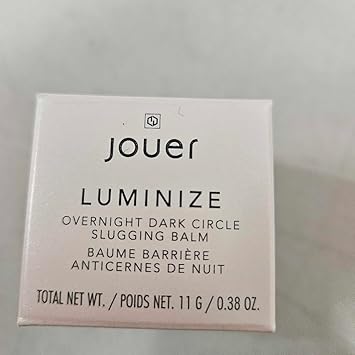 jouer
LUMINIZE
OVERNIGHT DARK CIRCLE
SLUGGING BALM
BAUME BARRIÈRE
ANTICERNES DE NUIT
TOTAL NET WT. / POIDS NET. 11 G / 0.38 OZ.